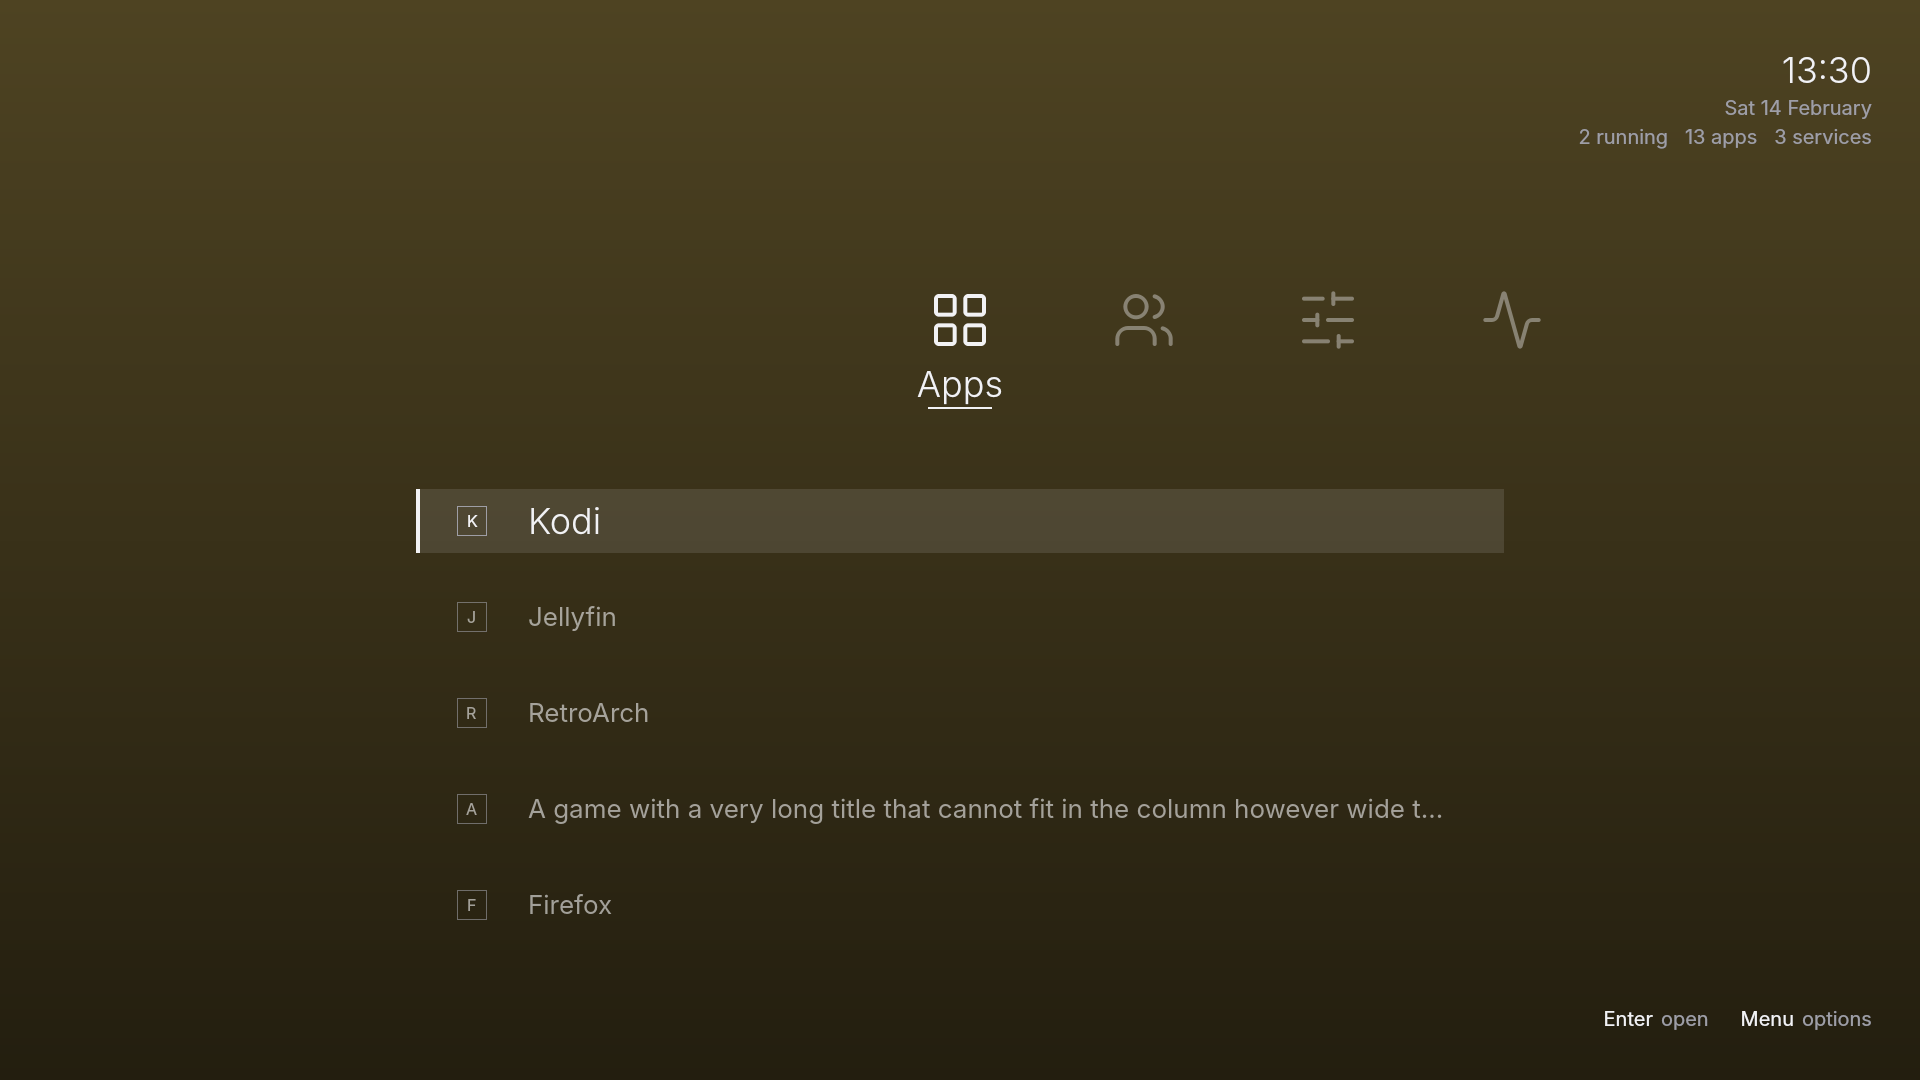 13:30
Sat 14 February
2 running 13 apps 3 services
Apps
K Kodi
J Jellyfin
R RetroArch
A A game with a very long title that cannot fit in the column however wide t...
F Firefox
Enter open Menu options